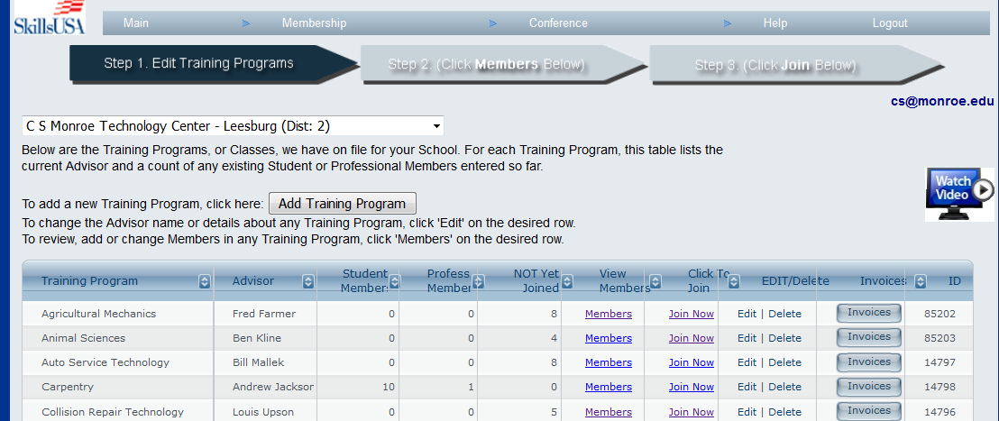 SkillsUSA
Main Membership Conference Help Logout
Step 1. Edit Training Programs Step 2. (Click Members Below) Step 3. (Click Join Below)
cs@monroe.edu
C S Monroe Technology Center - Leesburg (Dist: 2)
Below are the Training Programs, or Classes, we have on file for your School. For each Training Program, this table lists the
current Advisor and a count of any existing Student or Professional Members entered so far.
Watch
Video
To add a new Training Program, click here: Add Training Program
To change the Advisor name or details about any Training Program, click 'Edit' on the desired row.
To review, add or change Members in any Training Program, click 'Members' on the desired row.
Training Program Advisor Student Members Profess Member NOT Yet Joined View Members Click To Join EDIT/Delete Invoices ID
Agricultural Mechanics Fred Farmer 0 0 8 Members Join Now Edit | Delete Invoices 85202
Animal Sciences Ben Kline 0 0 4 Members Join Now Edit | Delete Invoices 85203
Auto Service Technology Bill Mallek 0 0 8 Members Join Now Edit | Delete Invoices 14797
Carpentry Andrew Jackson 10 1 0 Members Join Now Edit | Delete Invoices 14798
Collision Repair Technology Louis Upson 0 0 5 Members Join Now Edit | Delete Invoices 14796